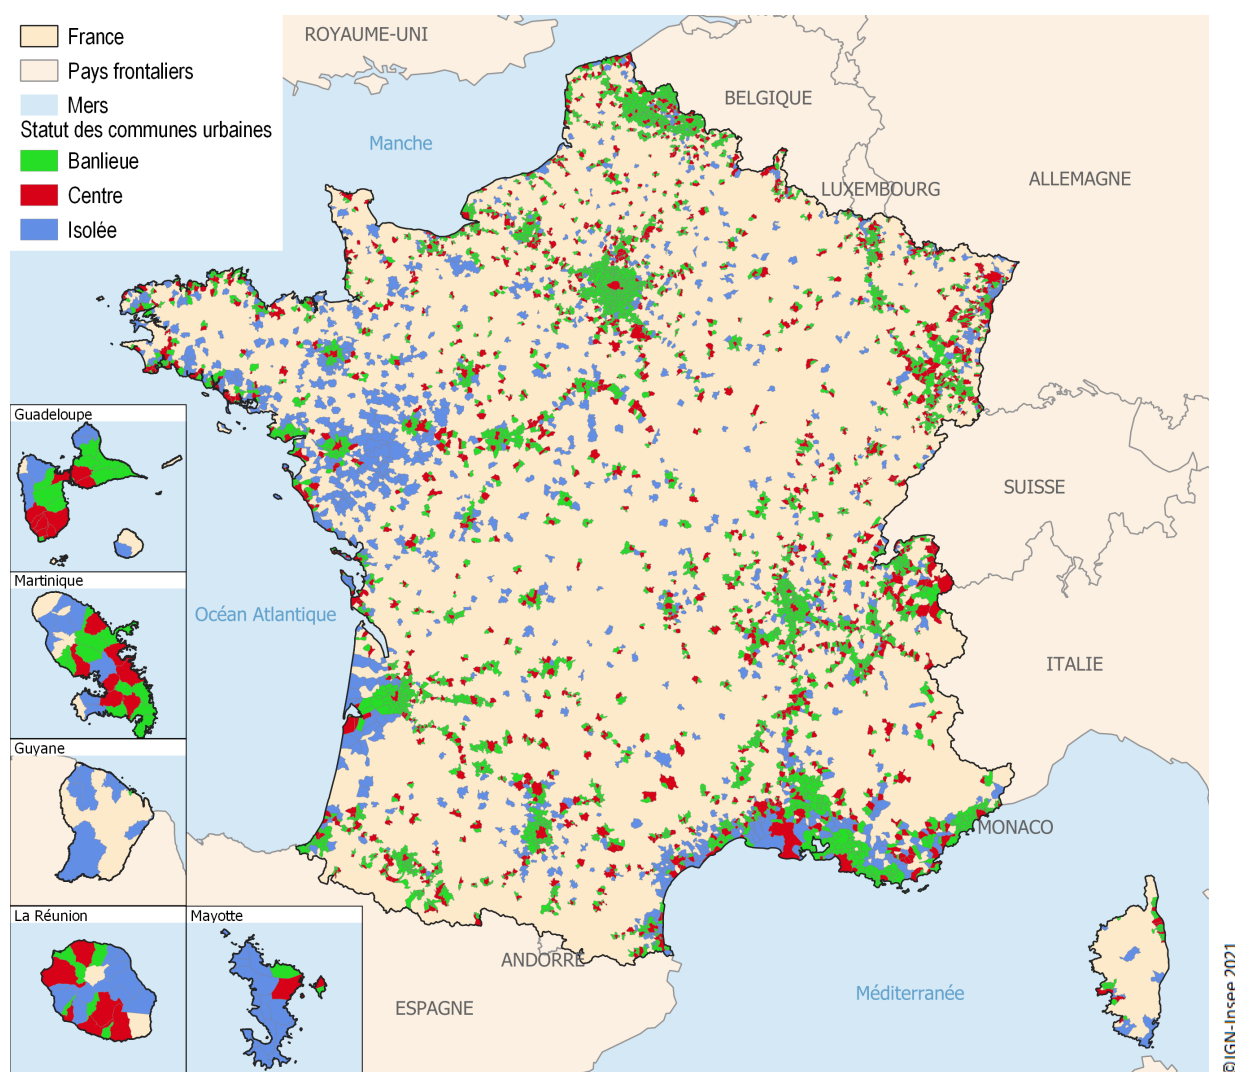 France
Pays frontaliers
Mers
Statut des communes urbaines
Banlieue
Centre
Isolée
ROYAUME-UNI
BELGIQUE
Manche
LUXEMBOURG
ALLEMAGNE
SUISSE
Océan Atlantique
ITALIE
MONACO
ANDORRE
ESPAGNE
Méditerranée
Guadeloupe
Martinique
Guyane
La Réunion
Mayotte
©IGN-Insee 2021